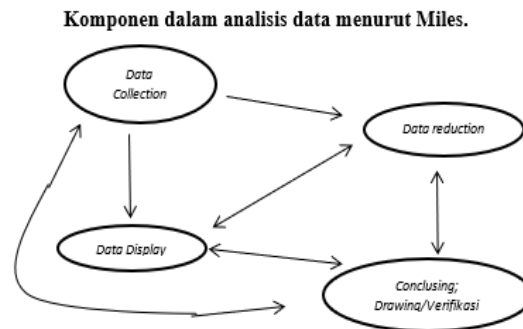 Komponen dalam analisis data menurut Miles.
Data
Collection
Data reduction
Data Display
Conclusing;
Drawing/Verifikasi